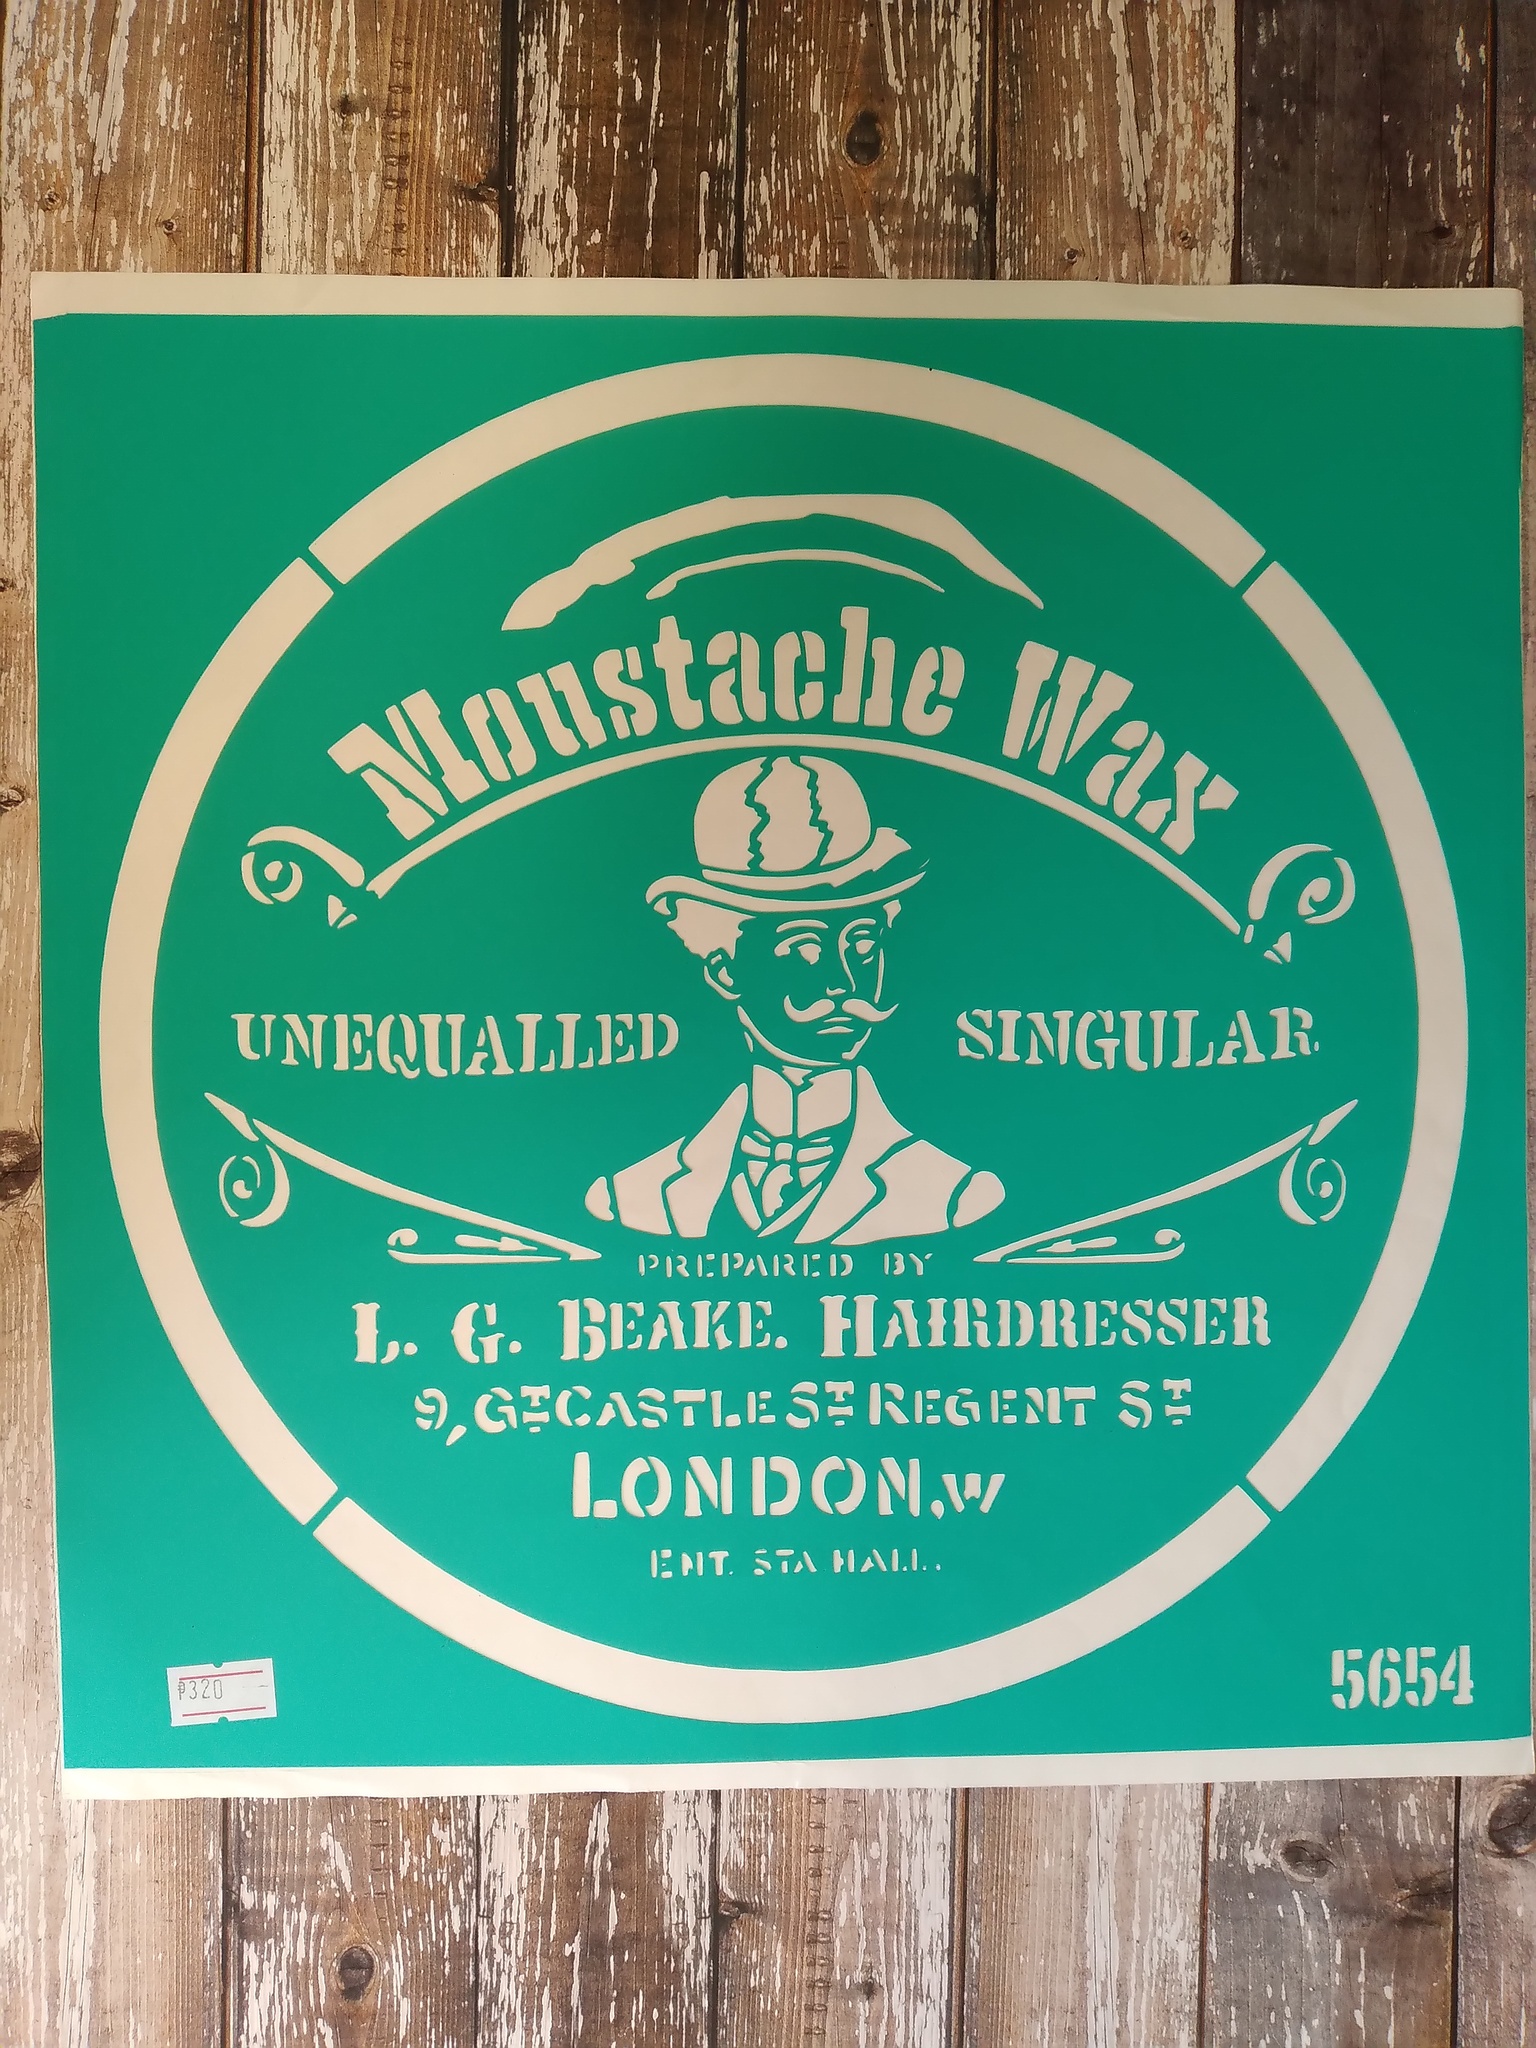 Moustache Wax
UNEQUALLED SINGULAR
PREPARED BY
L. G. BEAKE. HAIRDRESSER
9, GT CASTLE ST REGENT ST
LONDON, W
ENT. STA HALL.
5654
₱320